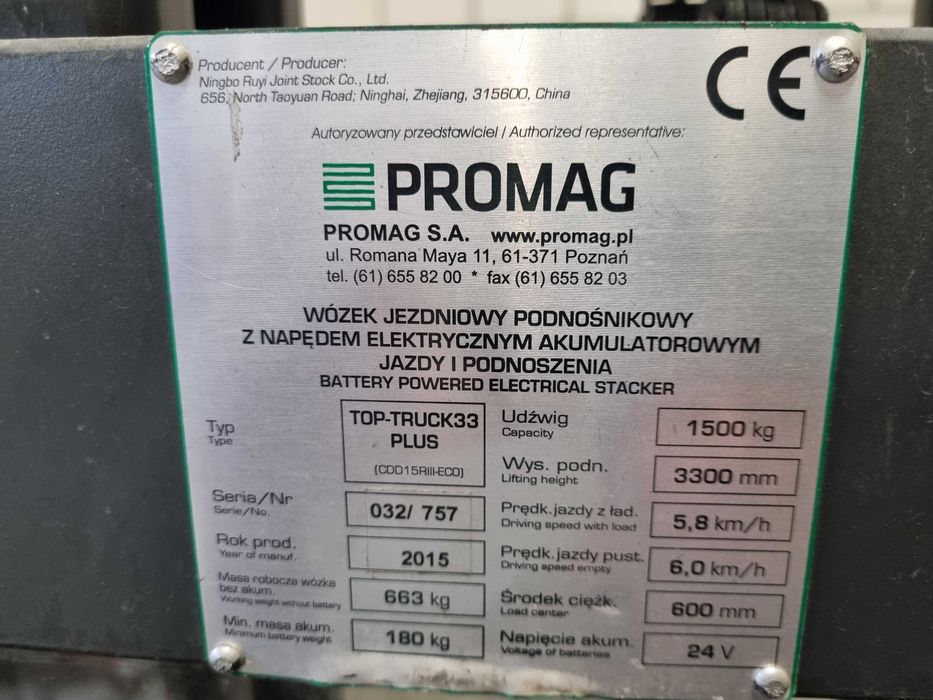 Producent / Producer:
Ningbo Ruyi Joint Stock Co., Ltd.
656, North Taoyuan Road; Ninghai, Zhejiang, 315600, China
CE
Autoryzowany przedstawiciel / Authorized representative:
PROMAG
PROMAG S.A. www.promag.pl
ul. Romana Maya 11, 61-371 Poznań
tel. (61) 655 82 00 * fax (61) 655 82 03
WÓZEK JEZDNIOWY PODNOŚNIKOWY
Z NAPĘDEM ELEKTRYCZNYM AKUMULATOROWYM
JAZDY I PODNOSZENIA
BATTERY POWERED ELECTRICAL STACKER
Typ
Type
TOP-TRUCK33
PLUS
(CDD15RIII-ECO)
Seria/Nr
Serie/No.
032/ 757
Rok prod.
Year of manuf.
2015
Masa robocza wózka
bez akum.
Working weight without battery
663 kg
Min. masa akum.
Minimum battery weight
180 kg
Udźwig
Capacity
1500 kg
Wys. podn.
Lifting height
3300 mm
Prędk.jazdy z ład.
Driving speed with load
5,8 km/h
Prędk.jazdy pust.
Driving speed empty
6,0 km/h
Środek ciężk.
Load center
600 mm
Napięcie akum.
Voltage of batteries
24 V